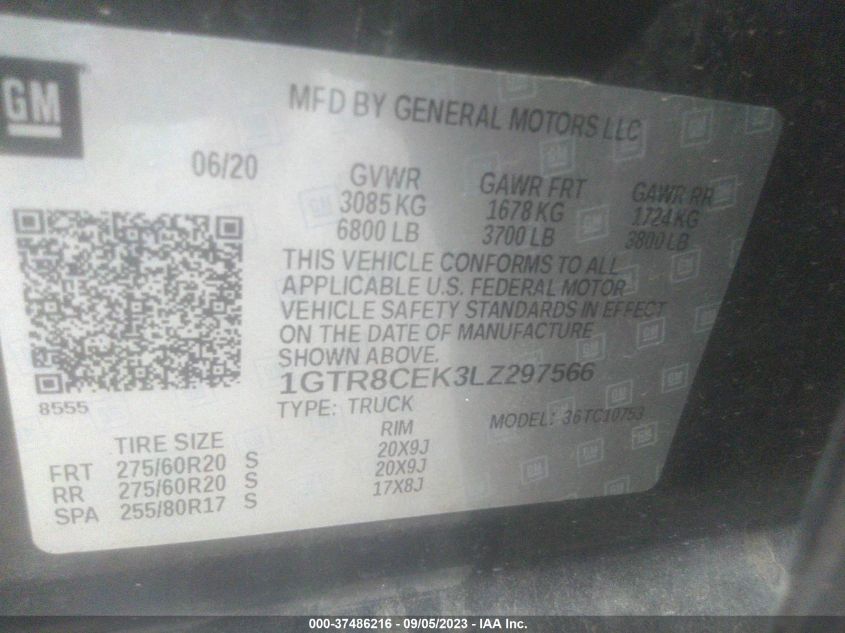 GM
MFD BY GENERAL MOTORS LLC
06/20
GVWR GAWR FRT GAWR RR
3085 KG 1678 KG 1724 KG
6800 LB 3700 LB 3800 LB
THIS VEHICLE CONFORMS TO ALL
APPLICABLE U.S. FEDERAL MOTOR
VEHICLE SAFETY STANDARDS IN EFFECT
ON THE DATE OF MANUFACTURE
SHOWN ABOVE.
1GTR8CEK3LZ297566
8555
TYPE: TRUCK MODEL: 36TC10753
TIRE SIZE RIM
FRT 275/60R20 S 20X9J
RR 275/60R20 S 20X9J
SPA 255/80R17 S 17X8J
000-37486216 - 09/05/2023 - IAA Inc.